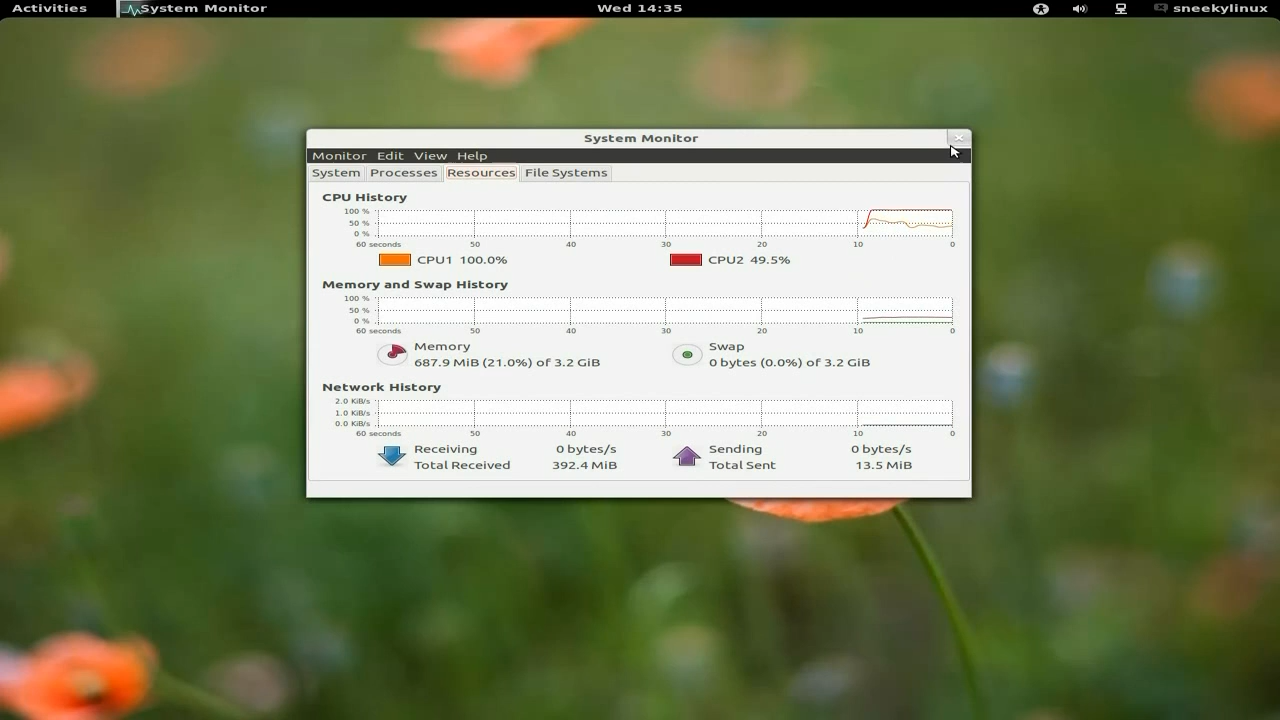 Activities System Monitor Wed 14:35 sneekylinux
System Monitor
Monitor Edit View Help
System Processes Resources File Systems
CPU History
100 %
50 %
0 %
60 seconds 50 40 30 20 10 0
CPU1 100.0% CPU2 49.5%
Memory and Swap History
100 %
50 %
0 %
60 seconds 50 40 30 20 10 0
Memory Swap
687.9 MiB (21.0%) of 3.2 GiB 0 bytes (0.0%) of 3.2 GiB
Network History
2.0 KiB/s
1.0 KiB/s
0.0 KiB/s
60 seconds 50 40 30 20 10 0
Receiving 0 bytes/s Sending 0 bytes/s
Total Received 392.4 MiB Total Sent 13.5 MiB